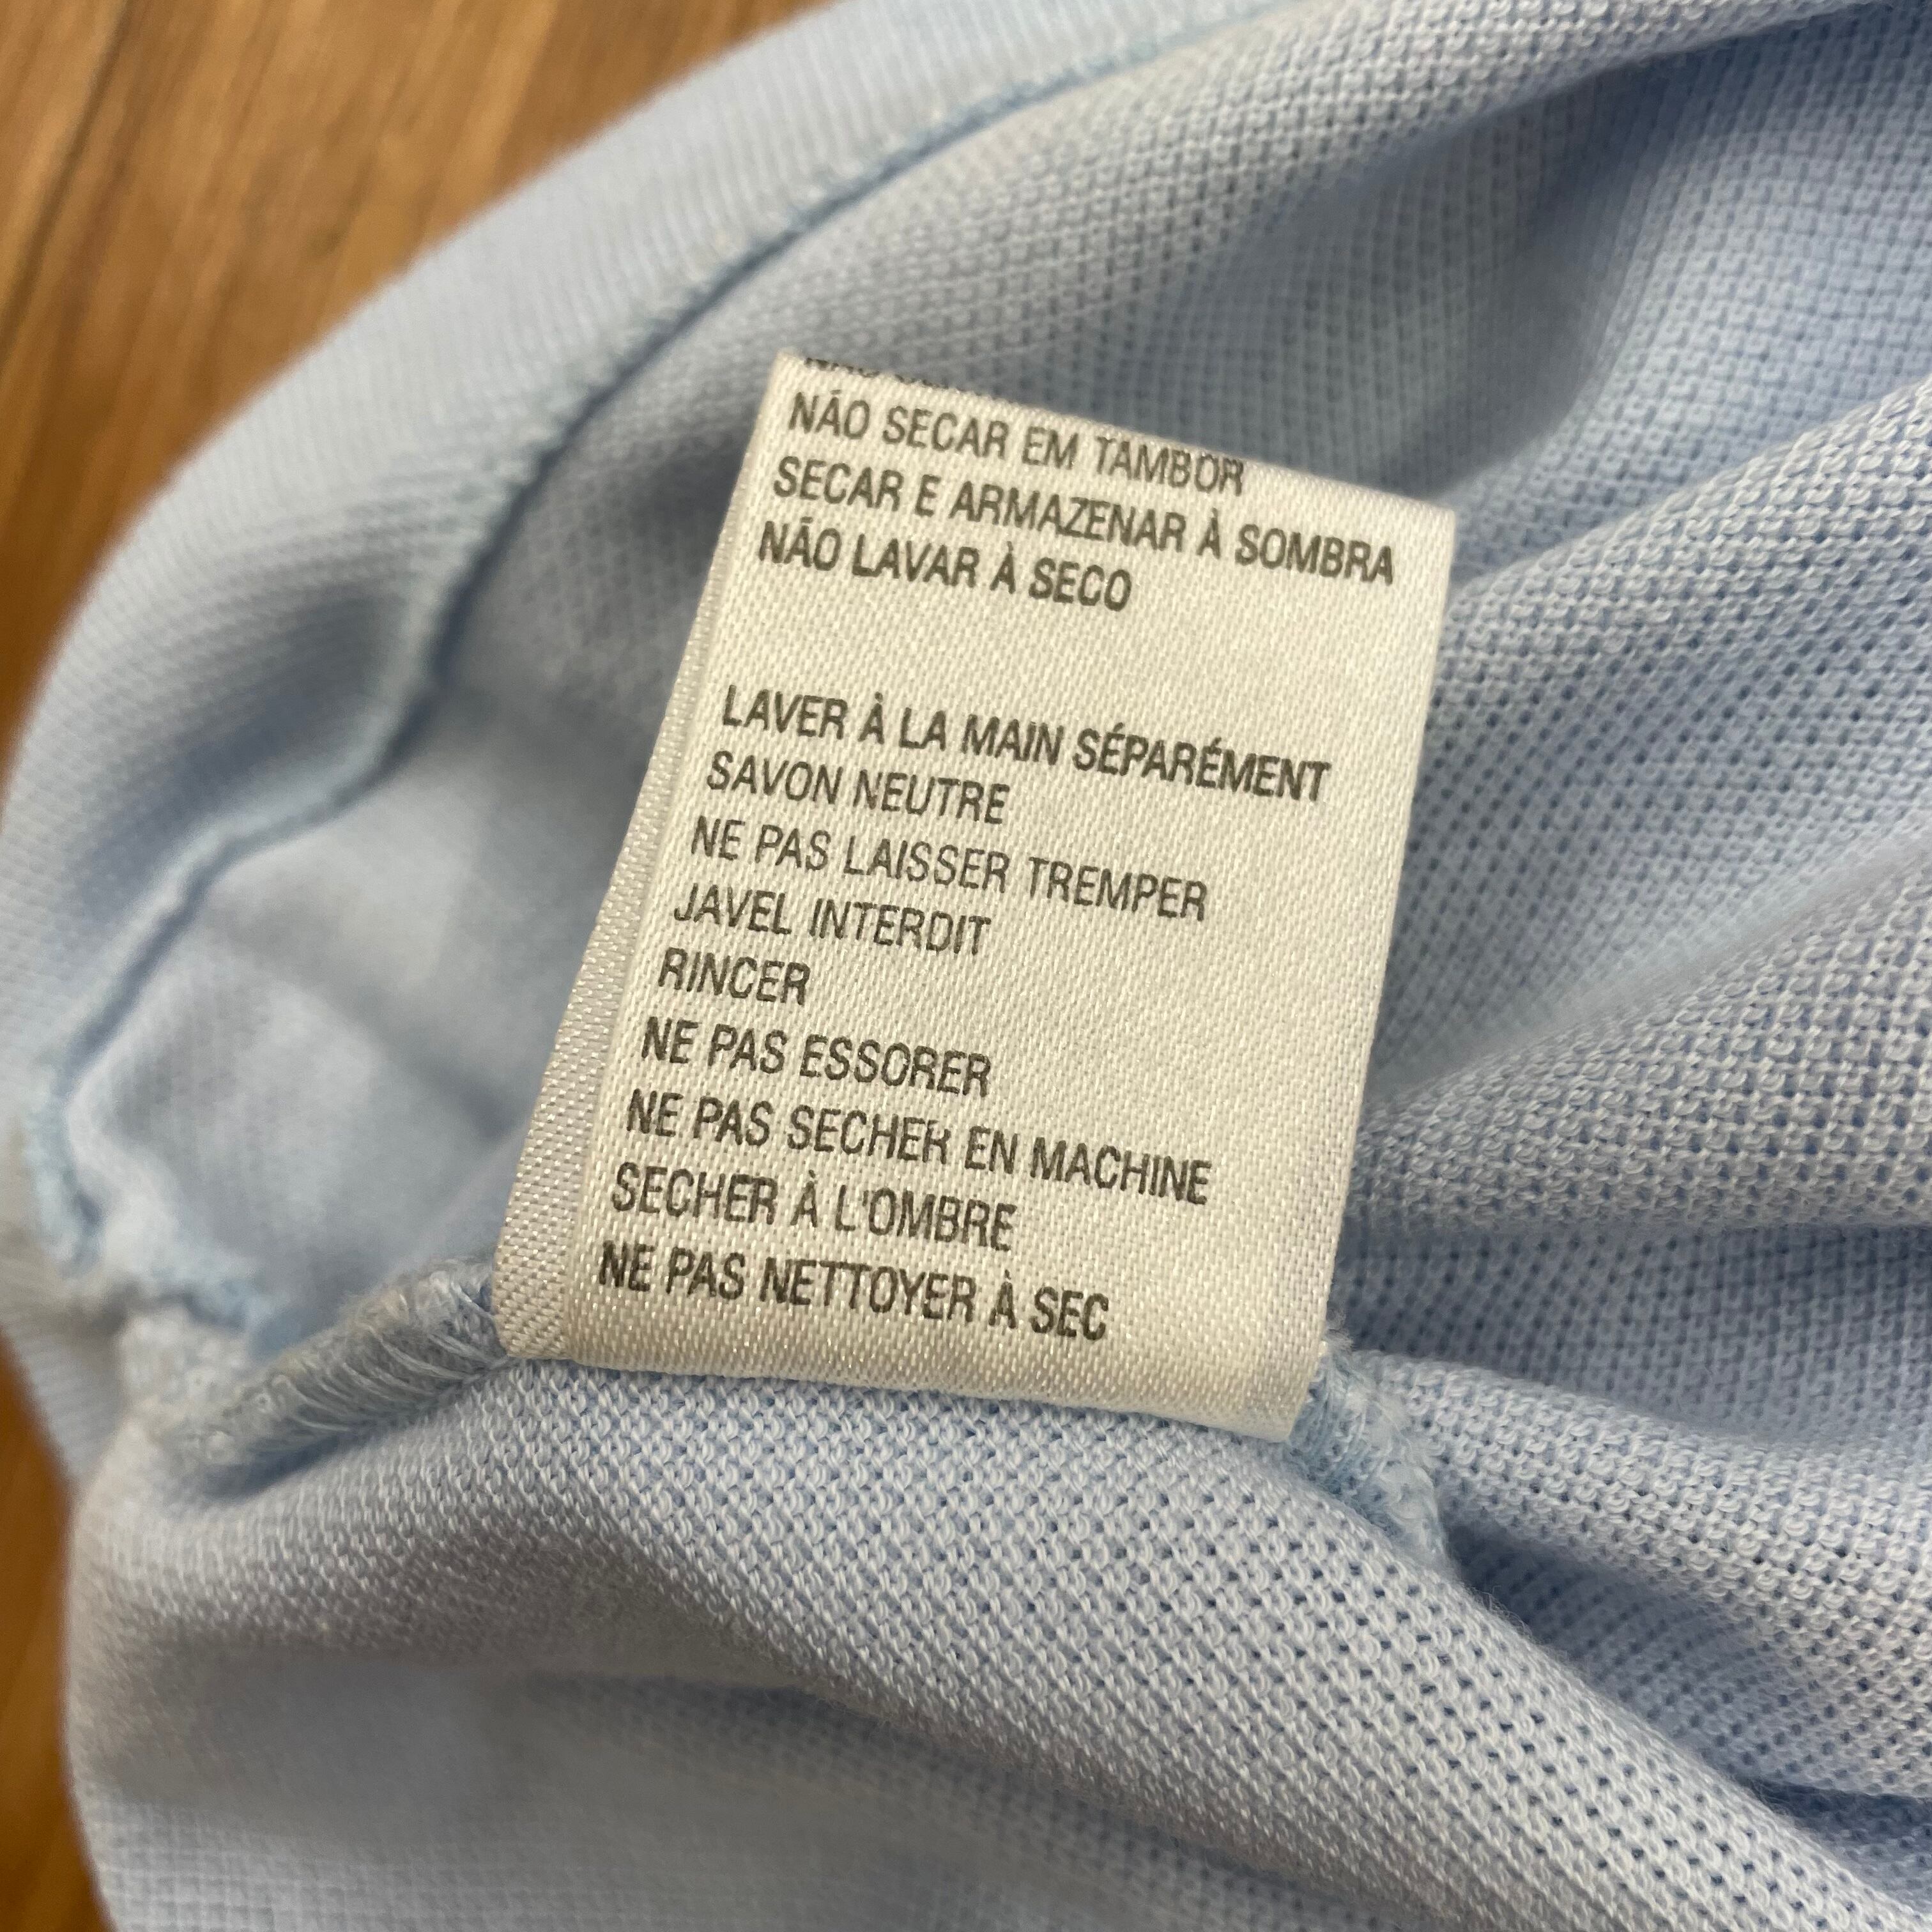 NÃO SECAR EM TAMBOR
SECAR E ARMAZENAR À SOMBRA
NÃO LAVAR À SECO
LAVER À LA MAIN SÉPARÉMENT
SAVON NEUTRE
NE PAS LAISSER TREMPER
JAVEL INTERDIT
RINCER
NE PAS ESSORER
NE PAS SECHER EN MACHINE
SECHER À L'OMBRE
NE PAS NETTOYER À SEC